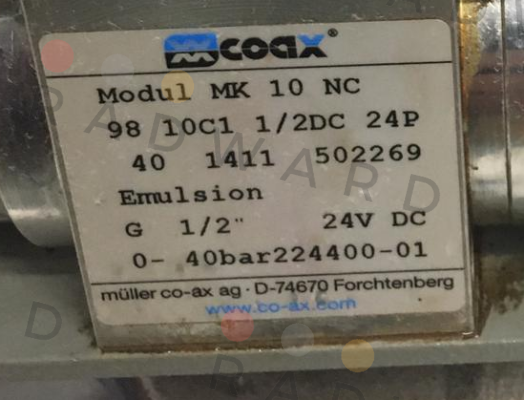 coax®
Modul MK 10 NC
98 10C1 1/2DC 24P
40 1411 502269
Emulsion
G 1/2" 24V DC
0- 40bar224400-01
müller co-ax ag · D-74670 Forchtenberg
www.co-ax.com
DADWARD